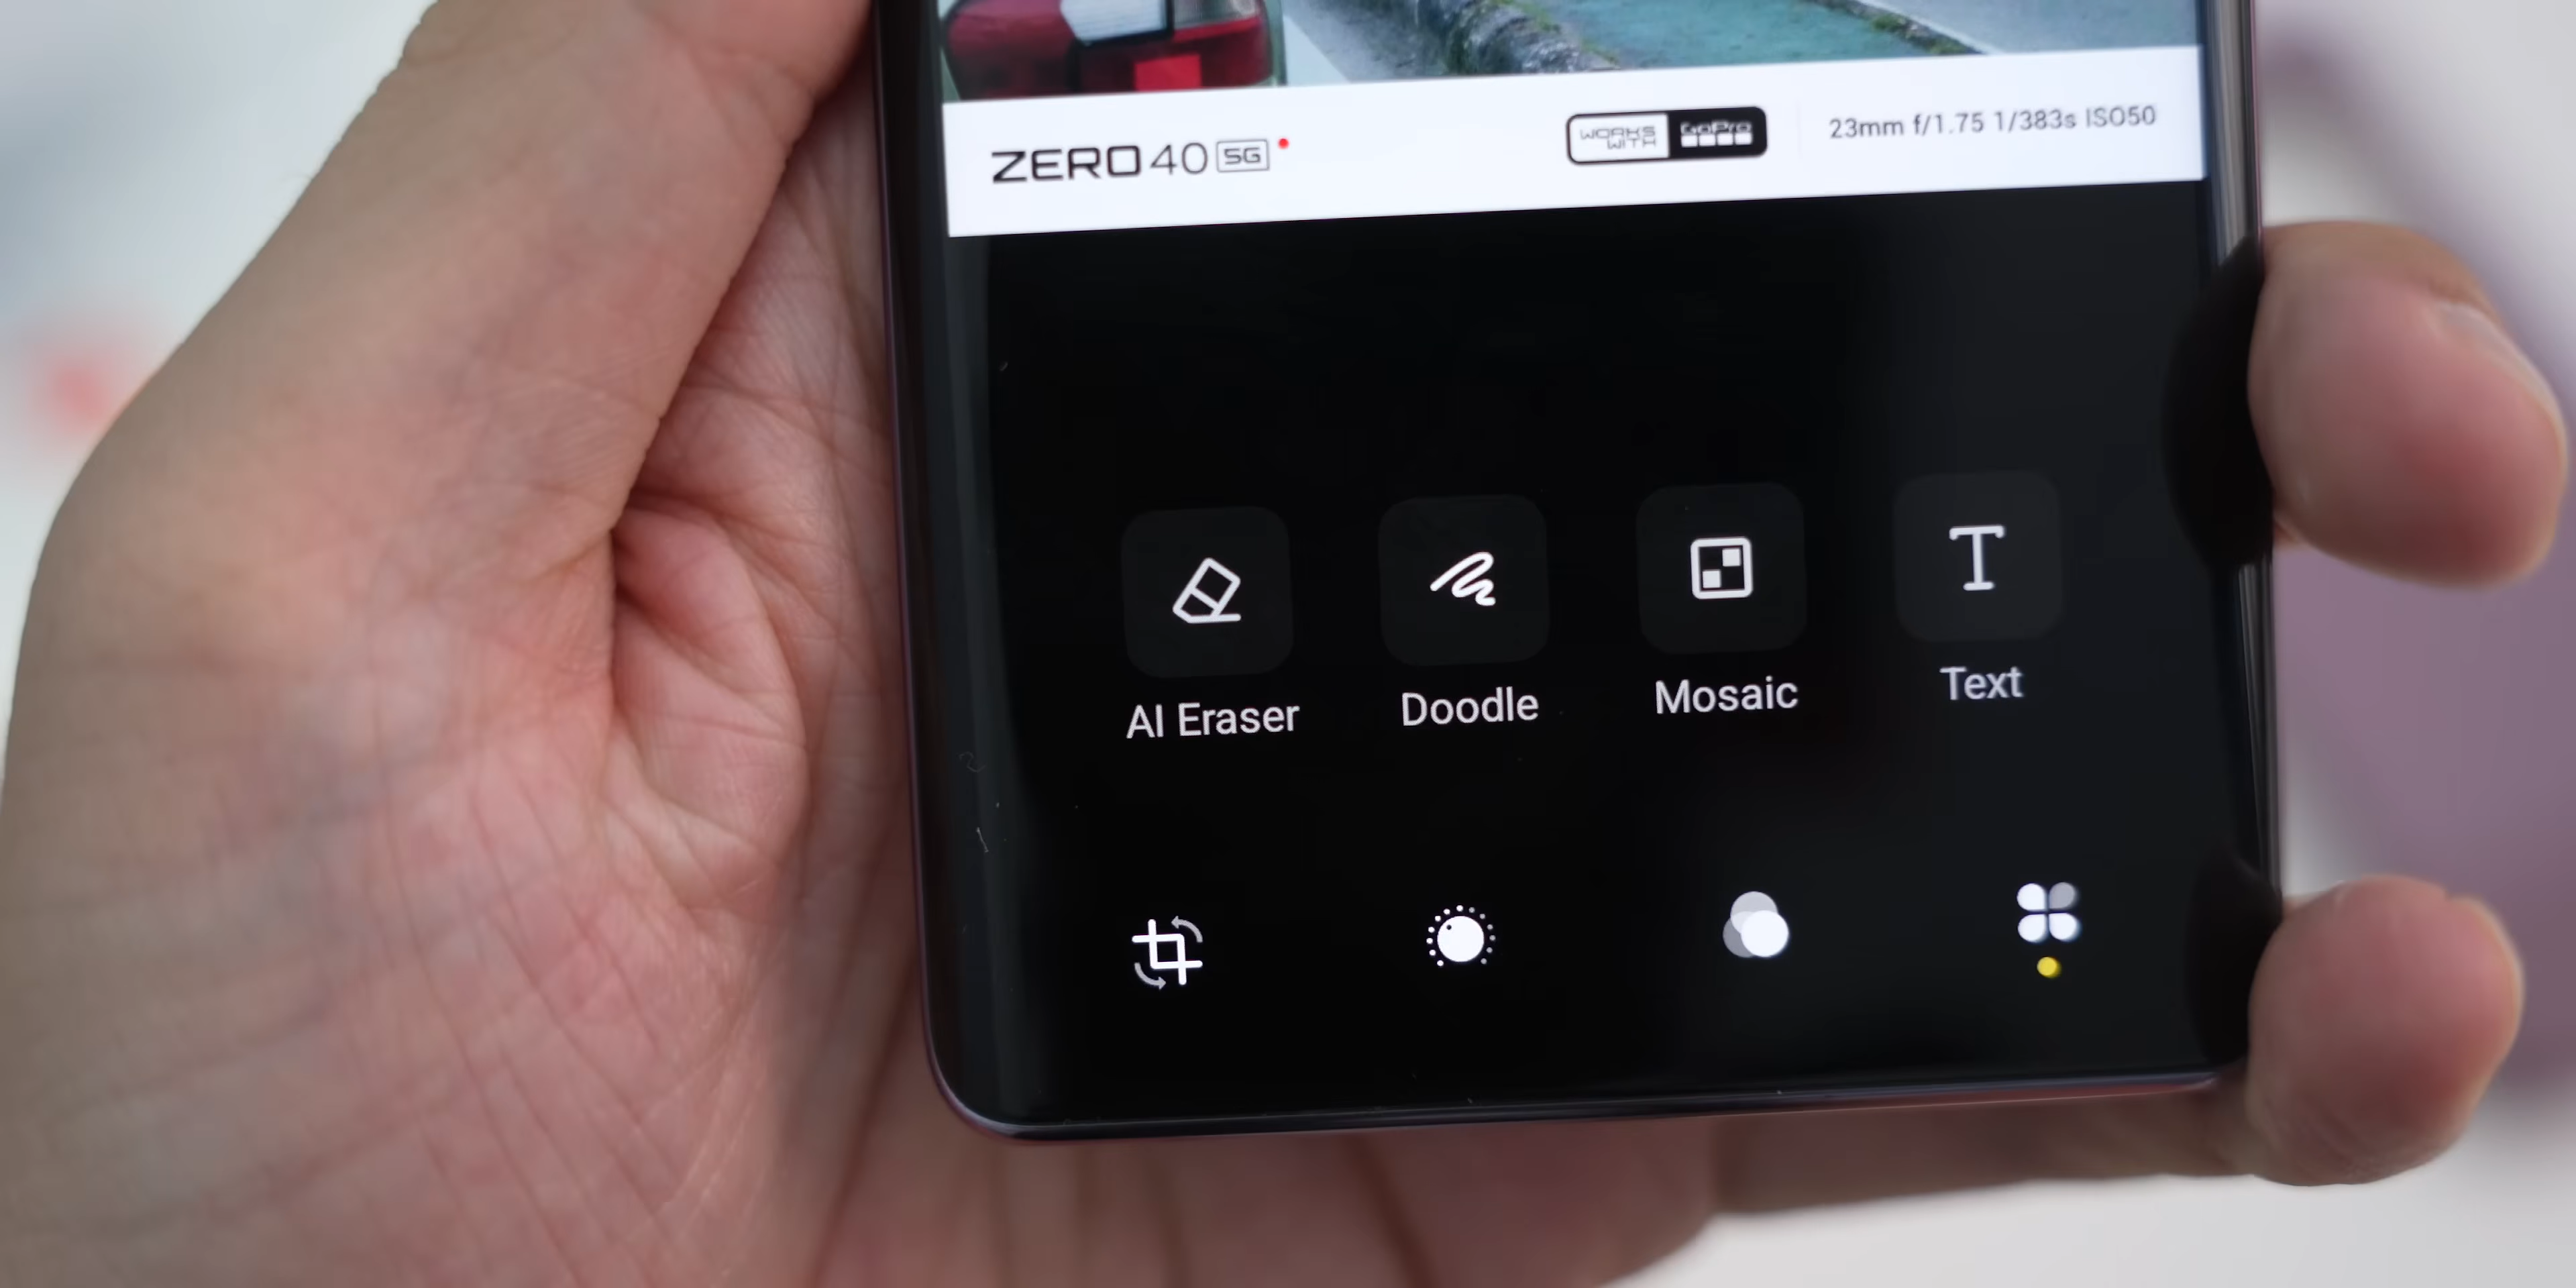 ZERO 40 5G
WORKS WITH GoPro
23mm f/1.75 1/383s ISO50
AI Eraser
Doodle
Mosaic
Text